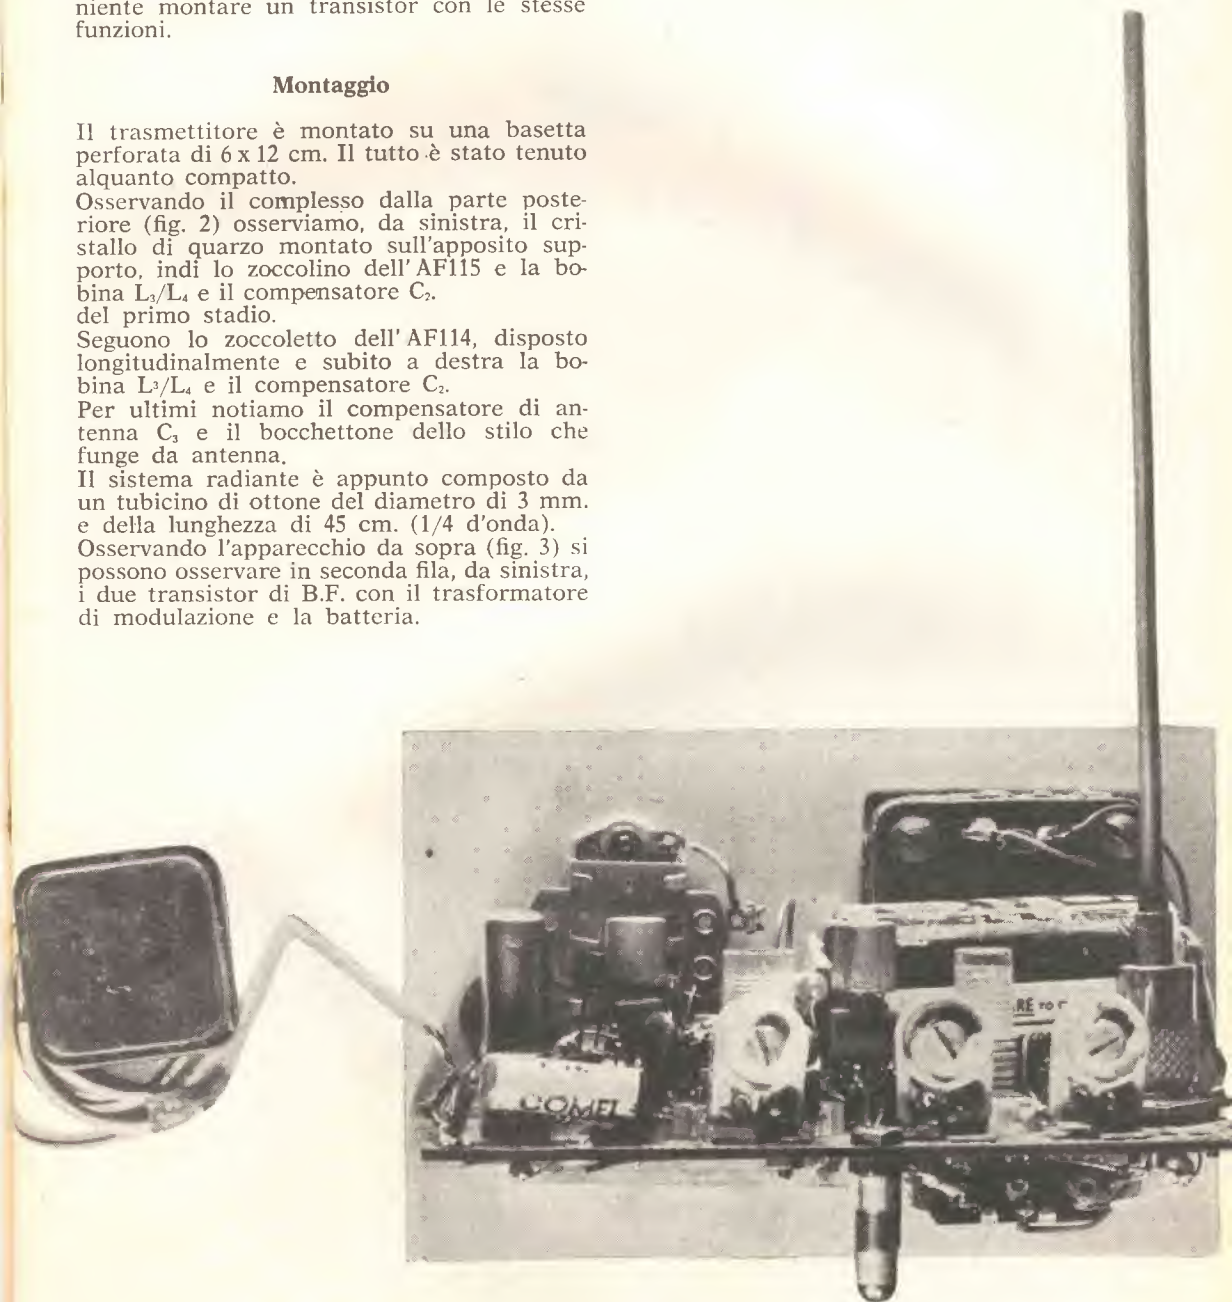 niente montare un transistor con le stesse
funzioni.
Montaggio
Il trasmettitore è montato su una basetta
perforata di 6 x 12 cm. Il tutto è stato tenuto
alquanto compatto.
Osservando il complesso dalla parte poste-
riore (fig. 2) osserviamo, da sinistra, il cri-
stallo di quarzo montato sull'apposito sup-
porto, indi lo zoccolino dell'AF115 e la bo-
bina L₃/L₄ e il compensatore C₂.
del primo stadio.
Seguono lo zoccoletto dell'AF114, disposto
longitudinalmente e subito a destra la bo-
bina L³/L₄ e il compensatore C₂.
Per ultimi notiamo il compensatore di an-
tenna C₃ e il bocchettone dello stilo che
funge da antenna.
Il sistema radiante è appunto composto da
un tubicino di ottone del diametro di 3 mm.
e della lunghezza di 45 cm. (1/4 d'onda).
Osservando l'apparecchio da sopra (fig. 3) si
possono osservare in seconda fila, da sinistra,
i due transistor di B.F. con il trasformatore
di modulazione e la batteria.
COMEL